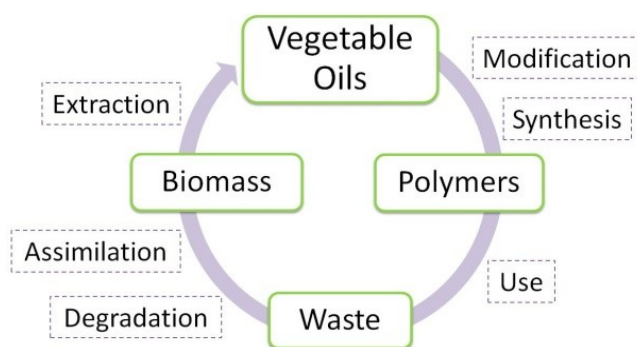 Vegetable
Oils
Modification
Synthesis
Polymers
Use
Waste
Degradation
Assimilation
Biomass
Extraction